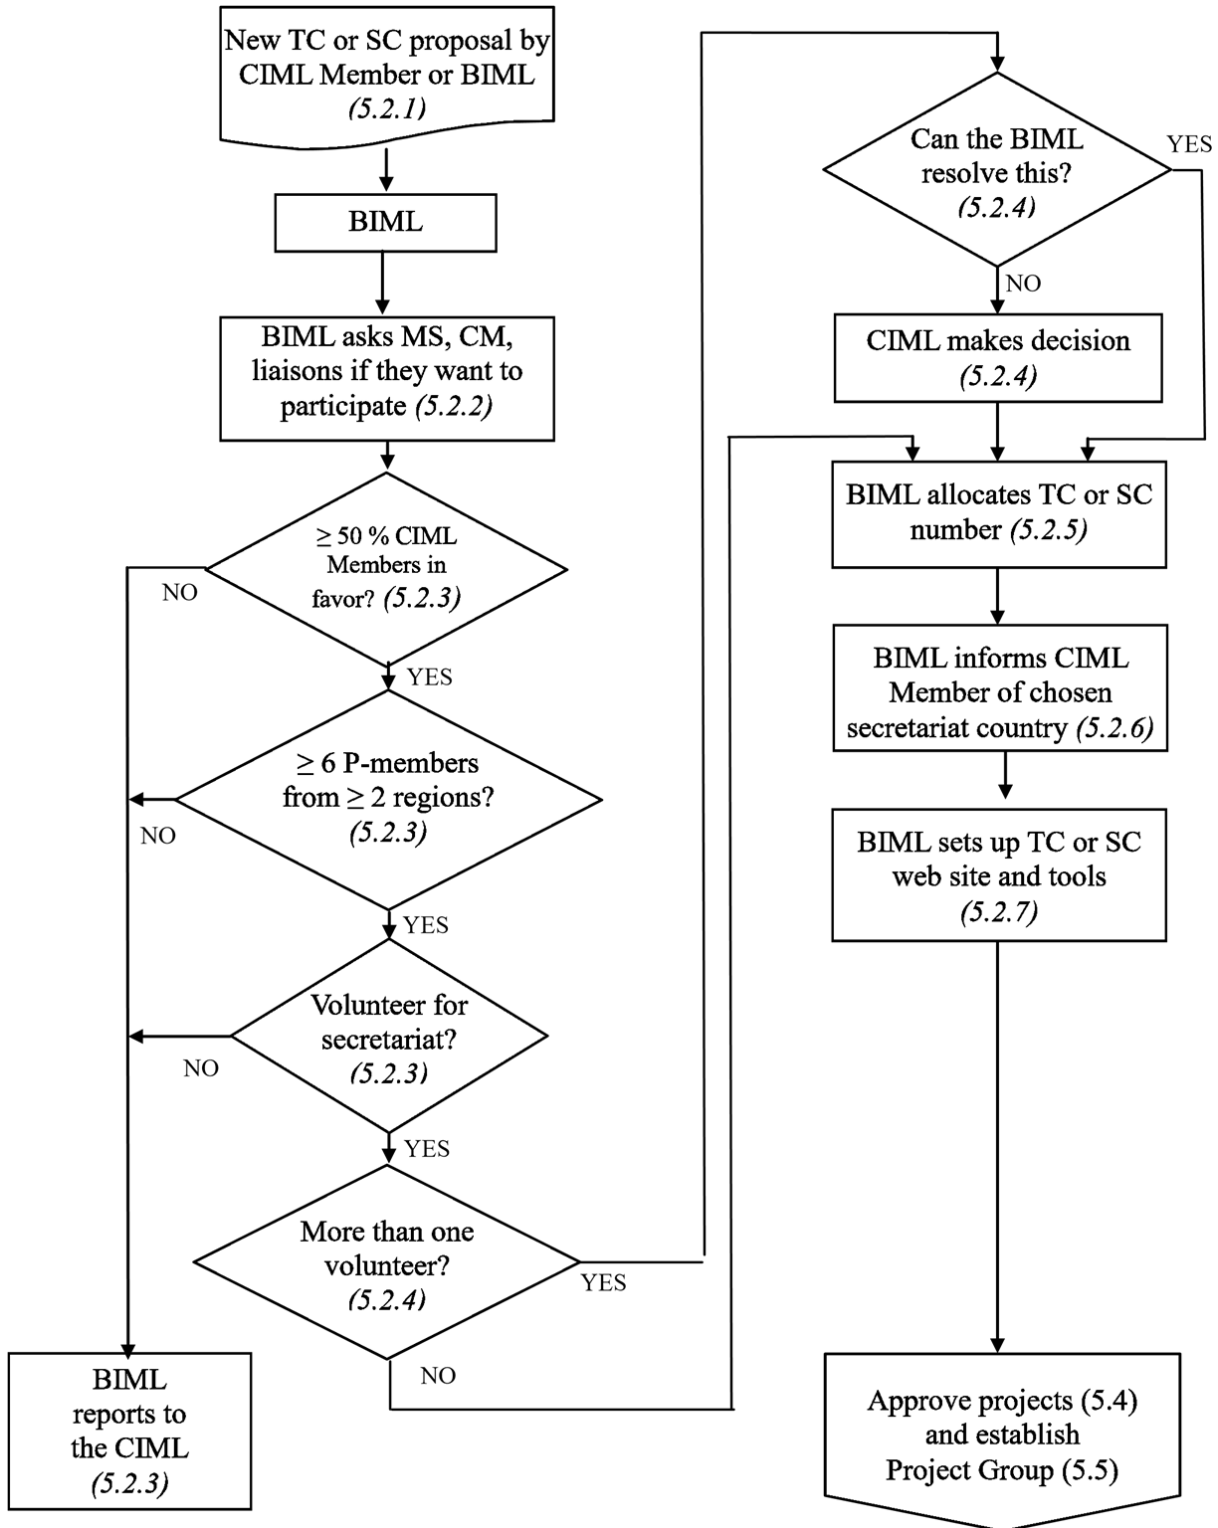 New TC or SC proposal by
CIML Member or BIML
(5.2.1)
BIML
BIML asks MS, CM,
liaisons if they want to
participate (5.2.2)
≥ 50 % CIML
Members in
favor? (5.2.3)
NO
YES
≥ 6 P-members
from ≥ 2 regions?
(5.2.3)
NO
YES
Volunteer for
secretariat?
(5.2.3)
NO
YES
More than one
volunteer?
(5.2.4)
YES
NO
BIML
reports to
the CIML
(5.2.3)
Can the BIML
resolve this?
(5.2.4)
YES
NO
CIML makes decision
(5.2.4)
BIML allocates TC or SC
number (5.2.5)
BIML informs CIML
Member of chosen
secretariat country (5.2.6)
BIML sets up TC or SC
web site and tools
(5.2.7)
Approve projects (5.4)
and establish
Project Group (5.5)